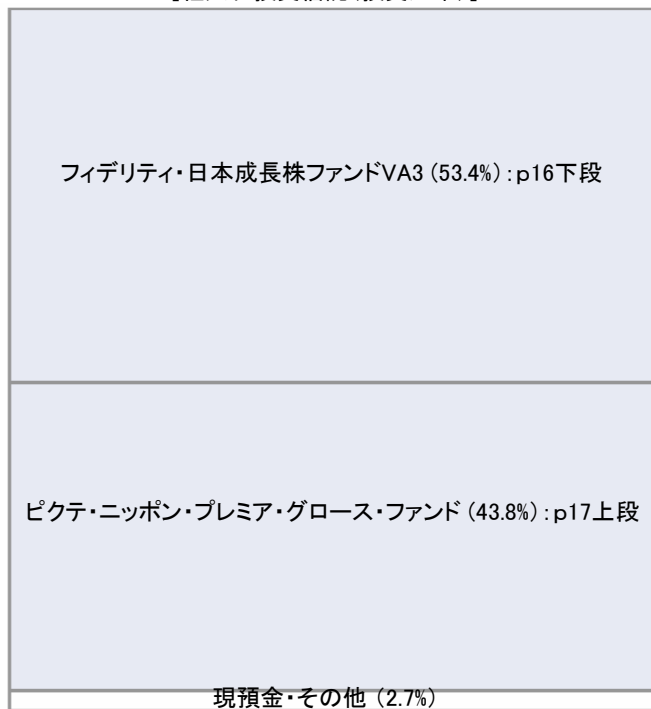 フィデリティ・日本成長株ファンドVA3 (53.4%) : p16下段
ピクテ・ニッポン・プレミア・グロース・ファンド (43.8%) : p17上段
現預金・その他 (2.7%)